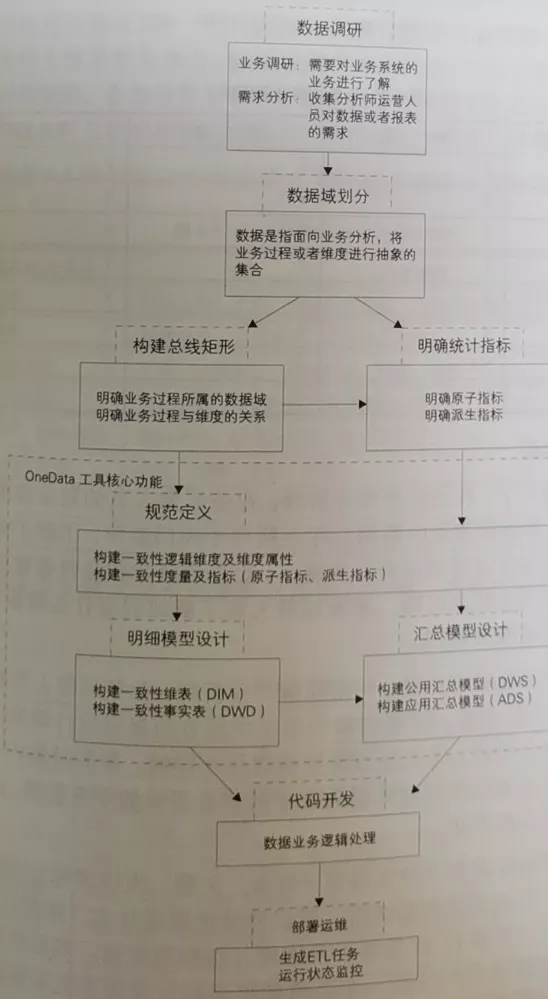 数据调研
业务调研：需要对业务系统的
业务进行了解
需求分析：收集分析师运营人
员对数据或者报表
的需求
数据域划分
数据是指面向业务分析，将
业务过程或者维度进行抽象的
集合
构建总线矩形
明确业务过程所属的数据域
明确业务过程与维度的关系
明确统计指标
明确原子指标
明确派生指标
OneData 工具核心功能
规范定义
构建一致性逻辑维度及维度属性
构建一致性度量及指标（原子指标、派生指标）
明细模型设计
构建一致性维表（DIM）
构建一致性事实表（DWD）
汇总模型设计
构建公用汇总模型（DWS）
构建应用汇总模型（ADS）
代码开发
数据业务逻辑处理
部署运维
生成ETL任务
运行状态监控